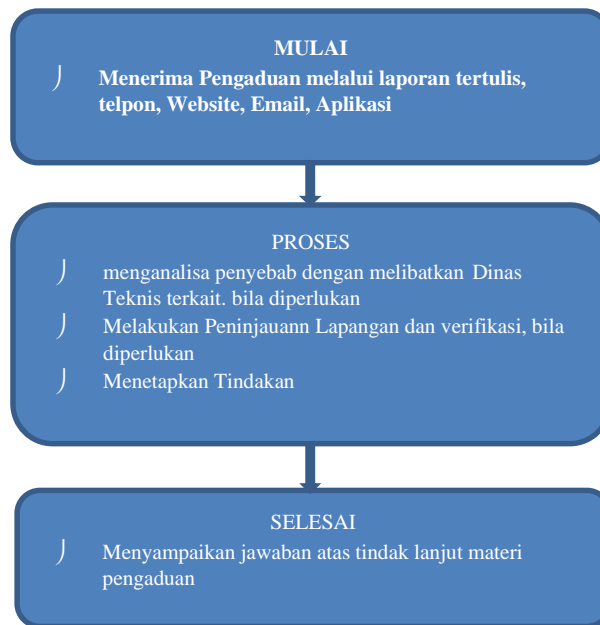 MULAI
Menerima Pengaduan melalui laporan tertulis,
telpon, Website, Email, Aplikasi
PROSES
menganalisa penyebab dengan melibatkan Dinas
Teknis terkait. bila diperlukan
Melakukan Peninjauann Lapangan dan verifikasi, bila
diperlukan
Menetapkan Tindakan
SELESAI
Menyampaikan jawaban atas tindak lanjut materi
pengaduan